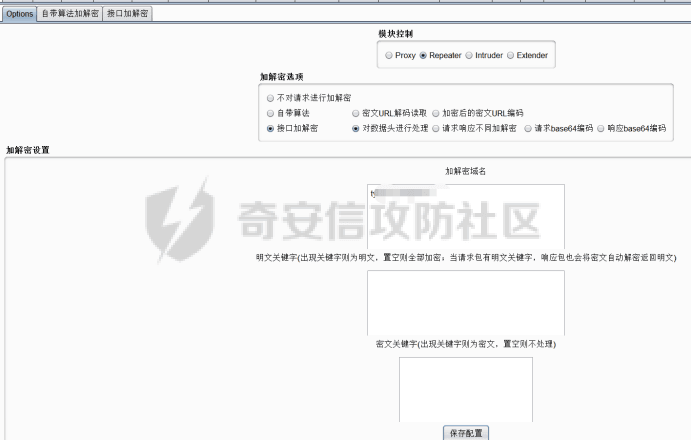 Options 自带算法加解密 接口加解密
模块控制
Proxy Repeater Intruder Extender
加解密选项
不对请求进行加解密
自带算法 密文URL解码读取 加密后的密文URL编码
接口加解密 对数据头进行处理 请求响应不同加解密 请求base64编码 响应base64编码
加解密设置
加解密域名
奇安信攻防社区
明文关键字(出现关键字则为明文，置空则全部加密；当请求包有明文关键字，响应包也会将密文自动解密返回明文)
密文关键字(出现关键字则为密文，置空则不处理)
保存配置